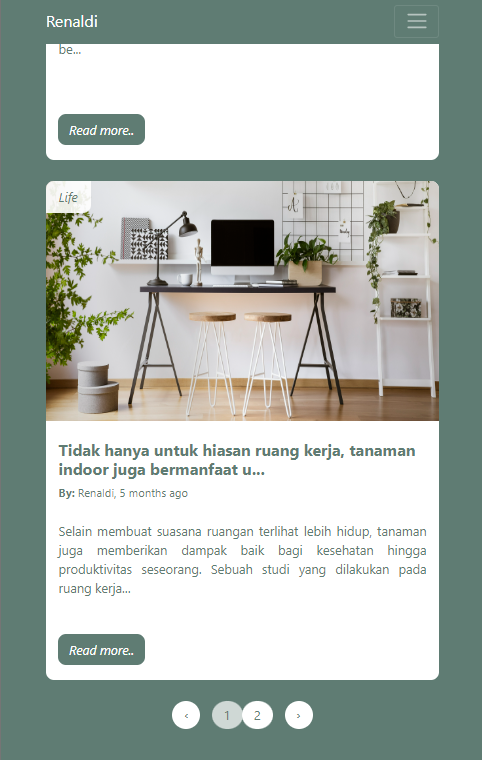 Renaldi
be...
Read more..
Life
Tidak hanya untuk hiasan ruang kerja, tanaman
indoor juga bermanfaat u...
By: Renaldi, 5 months ago
Selain membuat suasana ruangan terlihat lebih hidup, tanaman
juga memberikan dampak baik bagi kesehatan hingga
produktivitas seseorang. Sebuah studi yang dilakukan pada
ruang kerja...
Read more..
‹ 1 2 ›